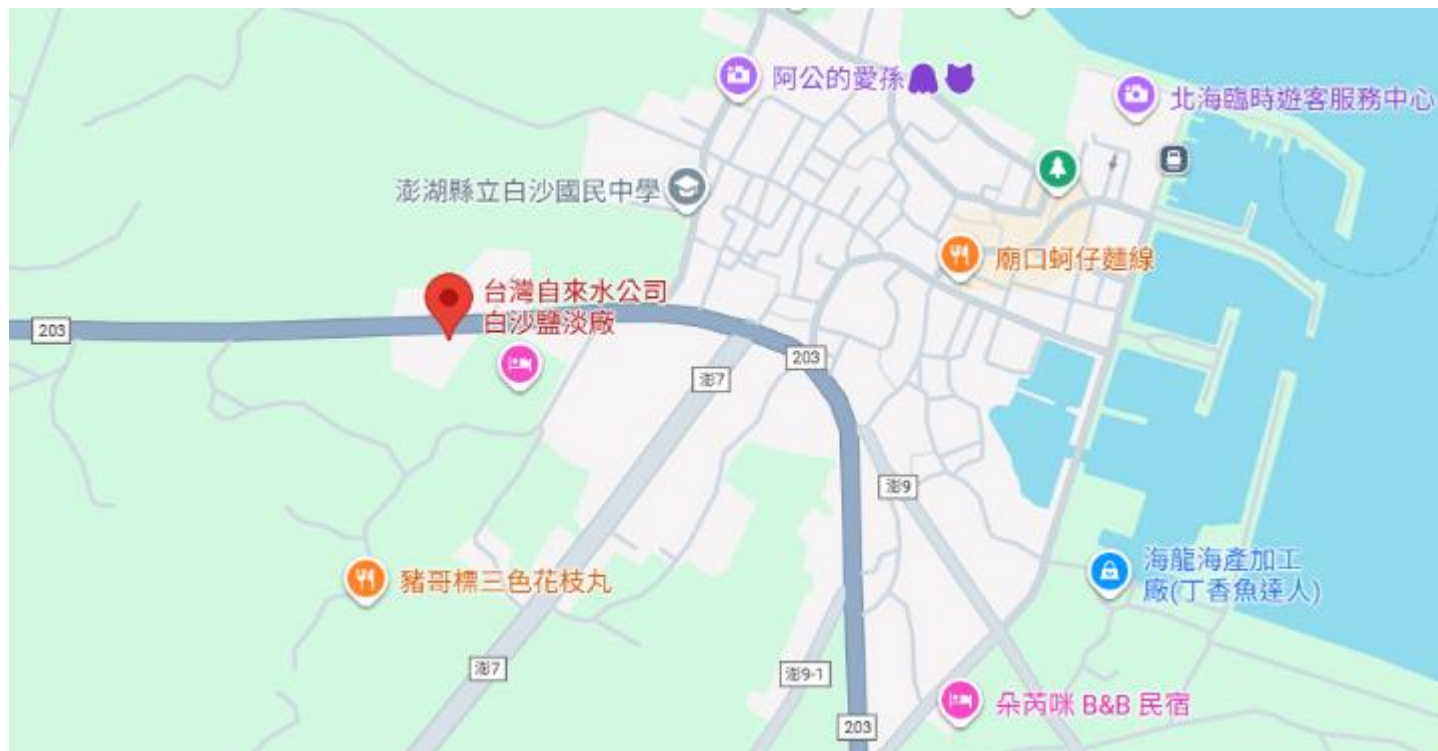 阿公的愛孫
北海臨時遊客服務中心
澎湖縣立白沙國民中學
廟口蚵仔麵線
台灣自來水公司
白沙鹽淡廠
203
203
澎7
澎9
海龍海產加工
廠(丁香魚達人)
豬哥標三色花枝丸
澎7
澎9-1
朵芮咪 B&B 民宿
203